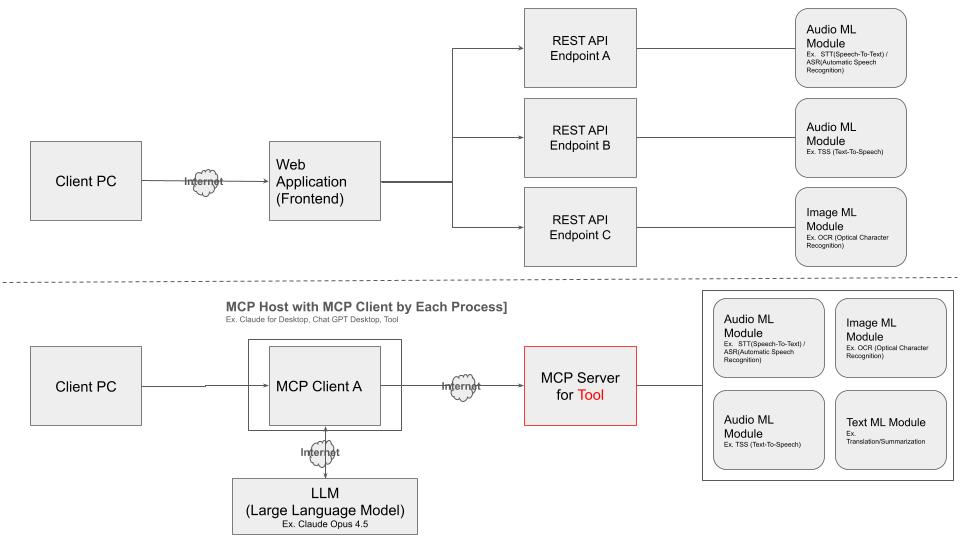 REST API
Endpoint A
Audio ML
Module
Ex. STT(Speech-To-Text) /
ASR(Automatic Speech
Recognition)
REST API
Endpoint B
Audio ML
Module
Ex. TSS (Text-To-Speech)
Client PC
Internet
Web
Application
(Frontend)
REST API
Endpoint C
Image ML
Module
Ex. OCR (Optical Character
Recognition)
MCP Host with MCP Client by Each Process]
Ex. Claude for Desktop, Chat GPT Desktop, Tool
Client PC
MCP Client A
Internet
MCP Server
for Tool
Audio ML
Module
Ex. STT(Speech-To-Text) /
ASR(Automatic Speech
Recognition)
Image ML
Module
Ex. OCR (Optical Character
Recognition)
Audio ML
Module
Ex. TSS (Text-To-Speech)
Text ML Module
Ex.
Translation/Summarization
Internet
LLM
(Large Language Model)
Ex. Claude Opus 4.5